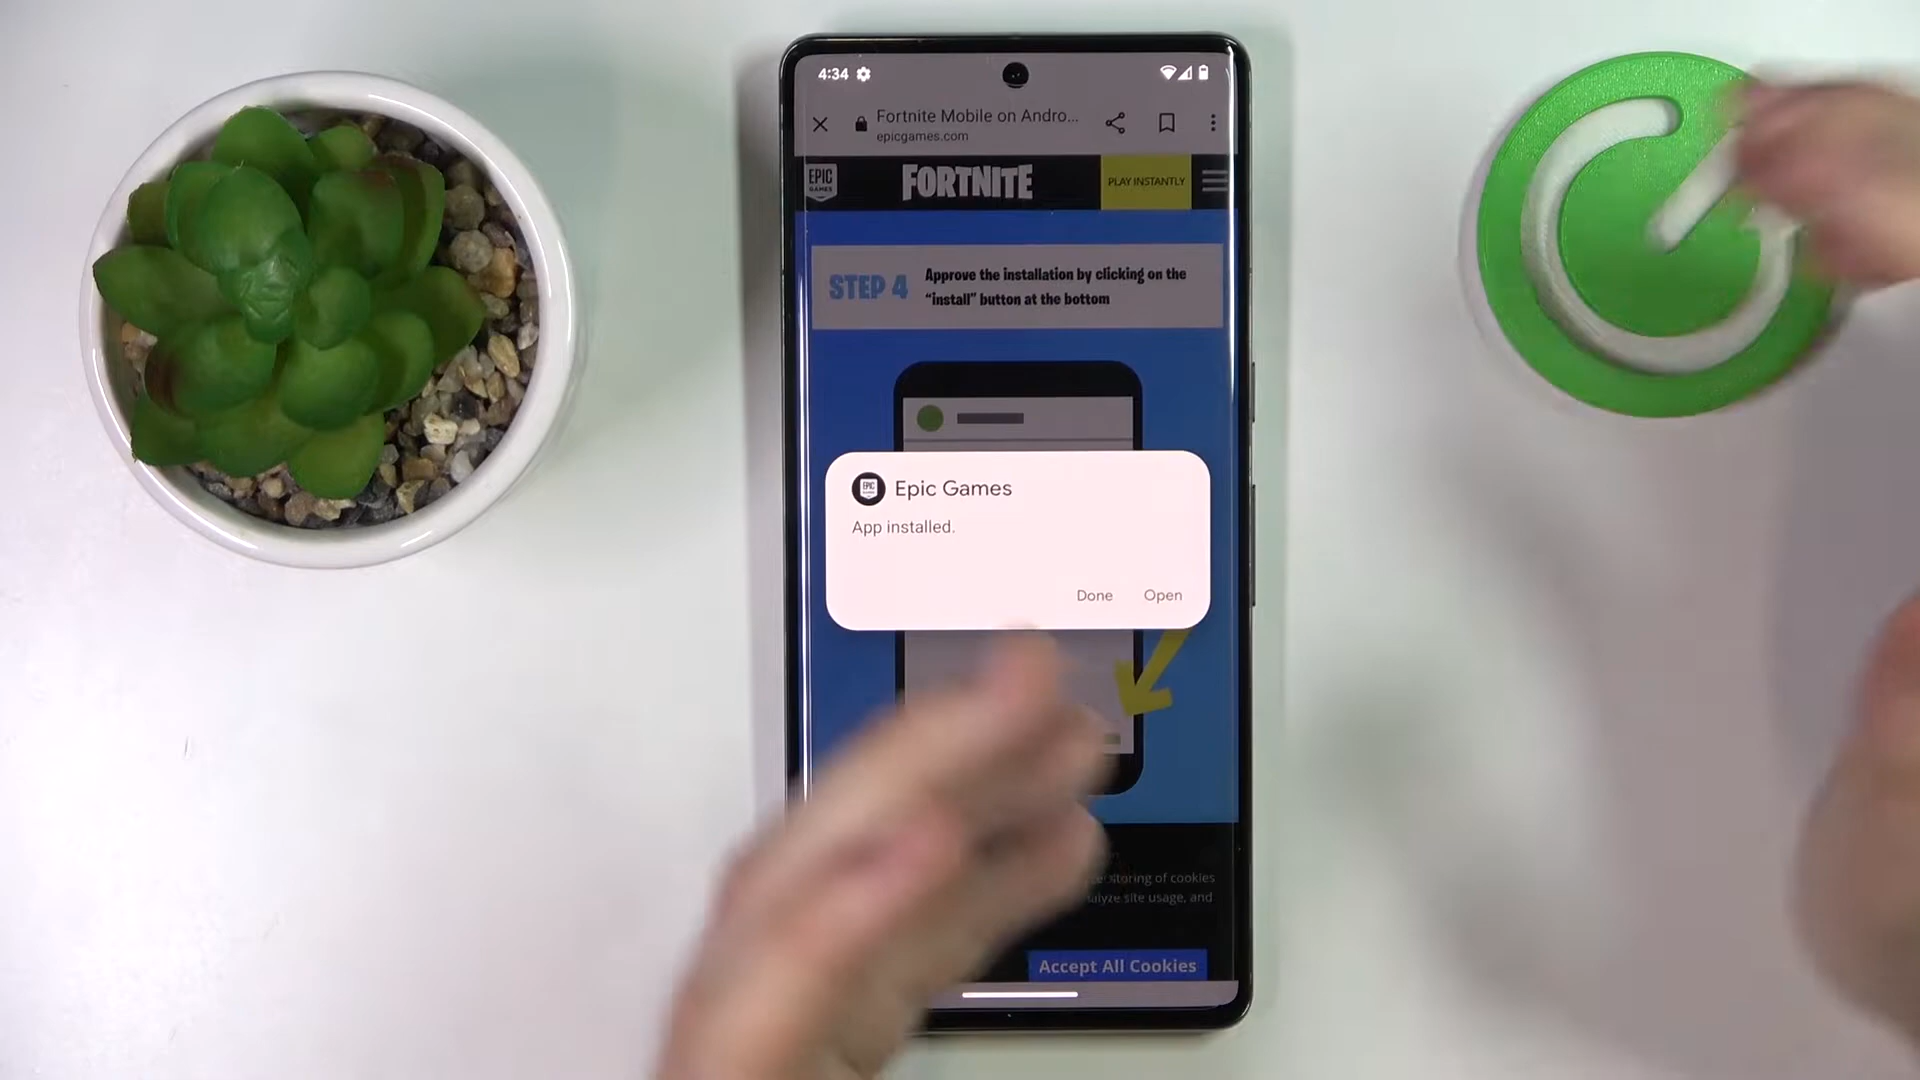 4:34
Fortnite Mobile on Andro...
epicgames.com
EPIC
GAMES
FORTNITE
PLAY INSTANTLY
STEP 4
Approve the installation by clicking on the
“install” button at the bottom
EPIC
Epic Games
App installed.
Done
Open
storing of cookies
site usage, and
Accept All Cookies